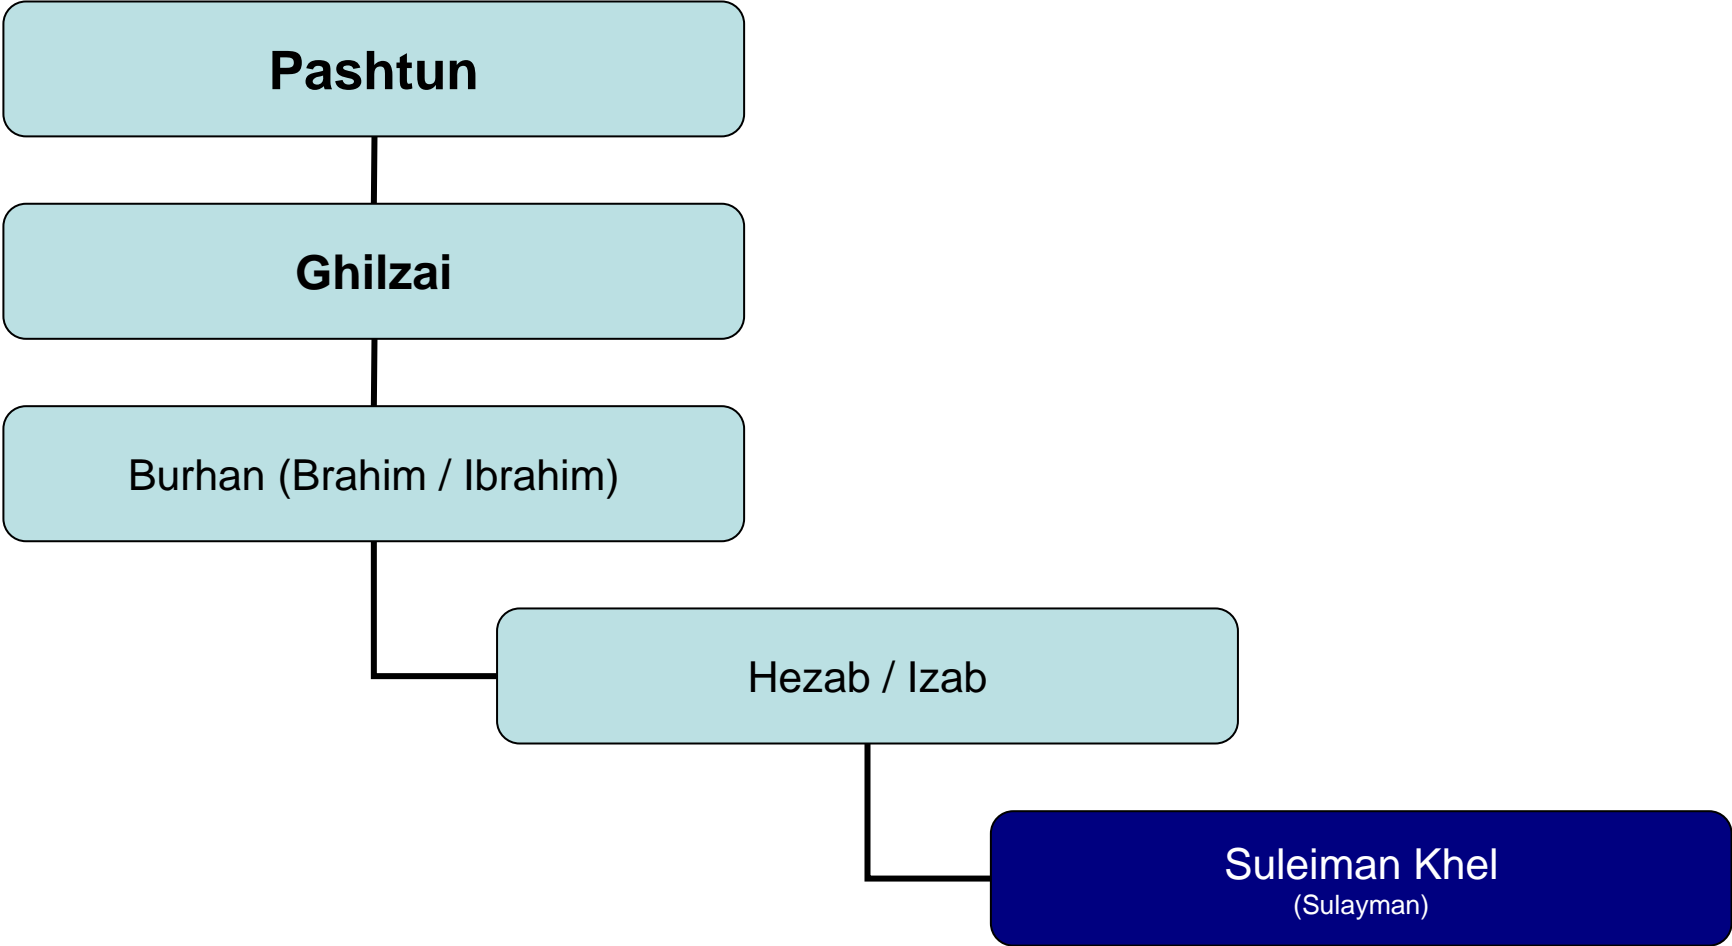 Pashtun
Ghilzai
Burhan (Brahim / Ibrahim)
Hezab / Izab
Suleiman Khel
(Sulayman)